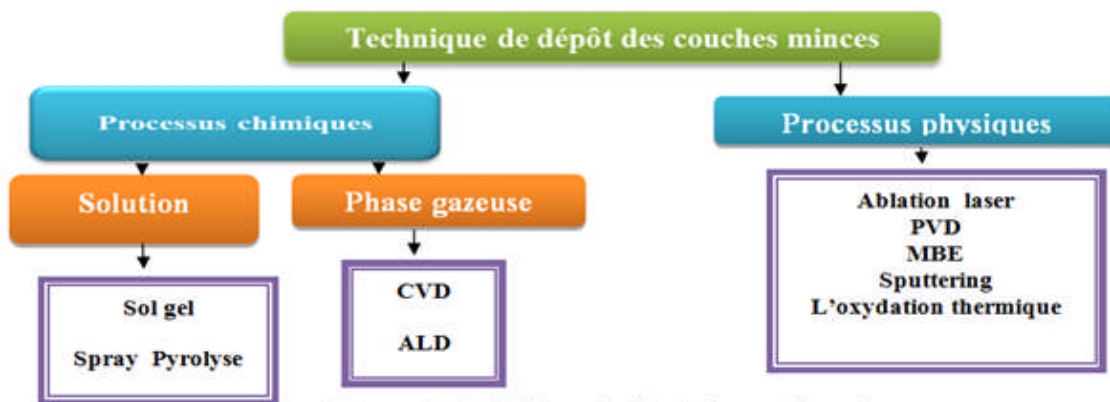 Technique de dépôt des couches minces
Processus chimiques
Processus physiques
Solution
Phase gazeuse
Sol gel
Spray Pyrolyse
CVD
ALD
Ablation laser
PVD
MBE
Sputtering
L'oxydation thermique